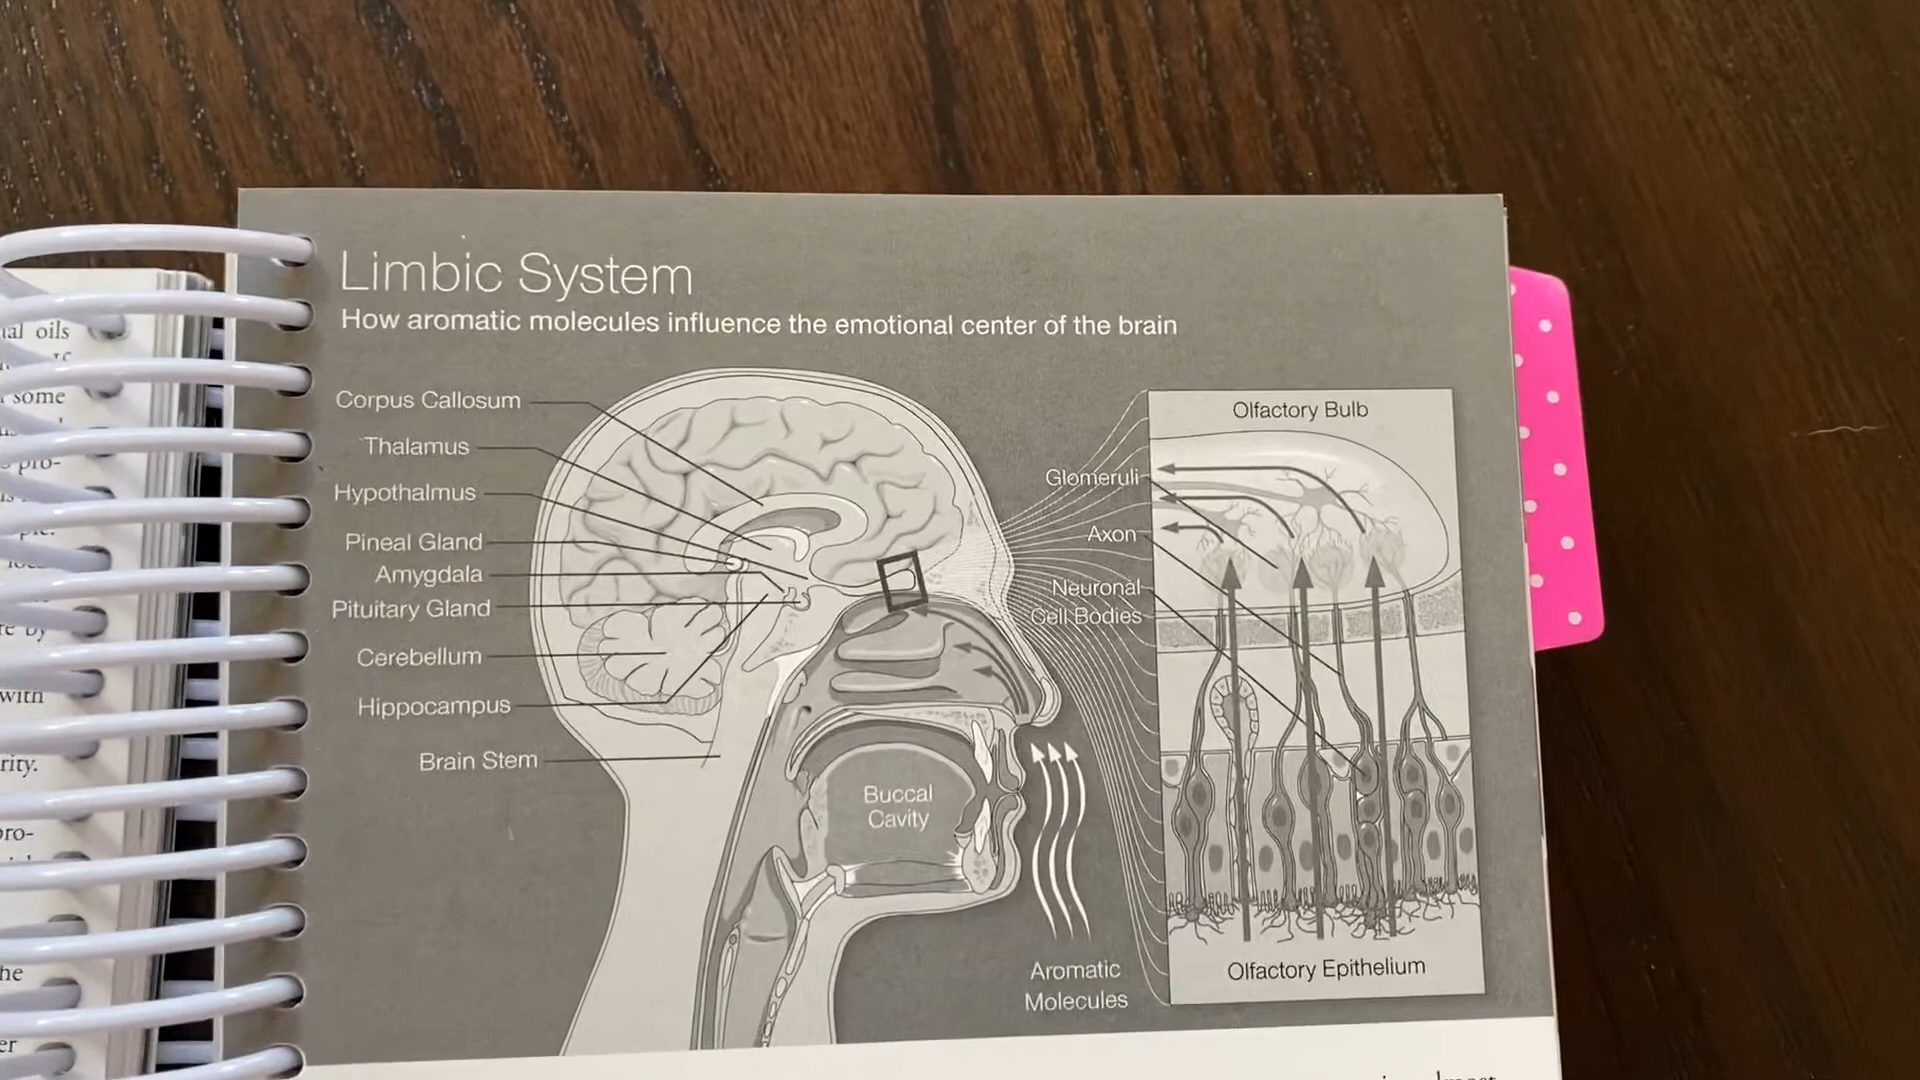 Limbic System
How aromatic molecules influence the emotional center of the brain
Corpus Callosum
Thalamus
Hypothalmus
Pineal Gland
Amygdala
Pituitary Gland
Cerebellum
Hippocampus
Brain Stem
Buccal
Cavity
Aromatic
Molecules
Olfactory Bulb
Glomeruli
Axon
Neuronal
Cell Bodies
Olfactory Epithelium
oils
some
with
rity.